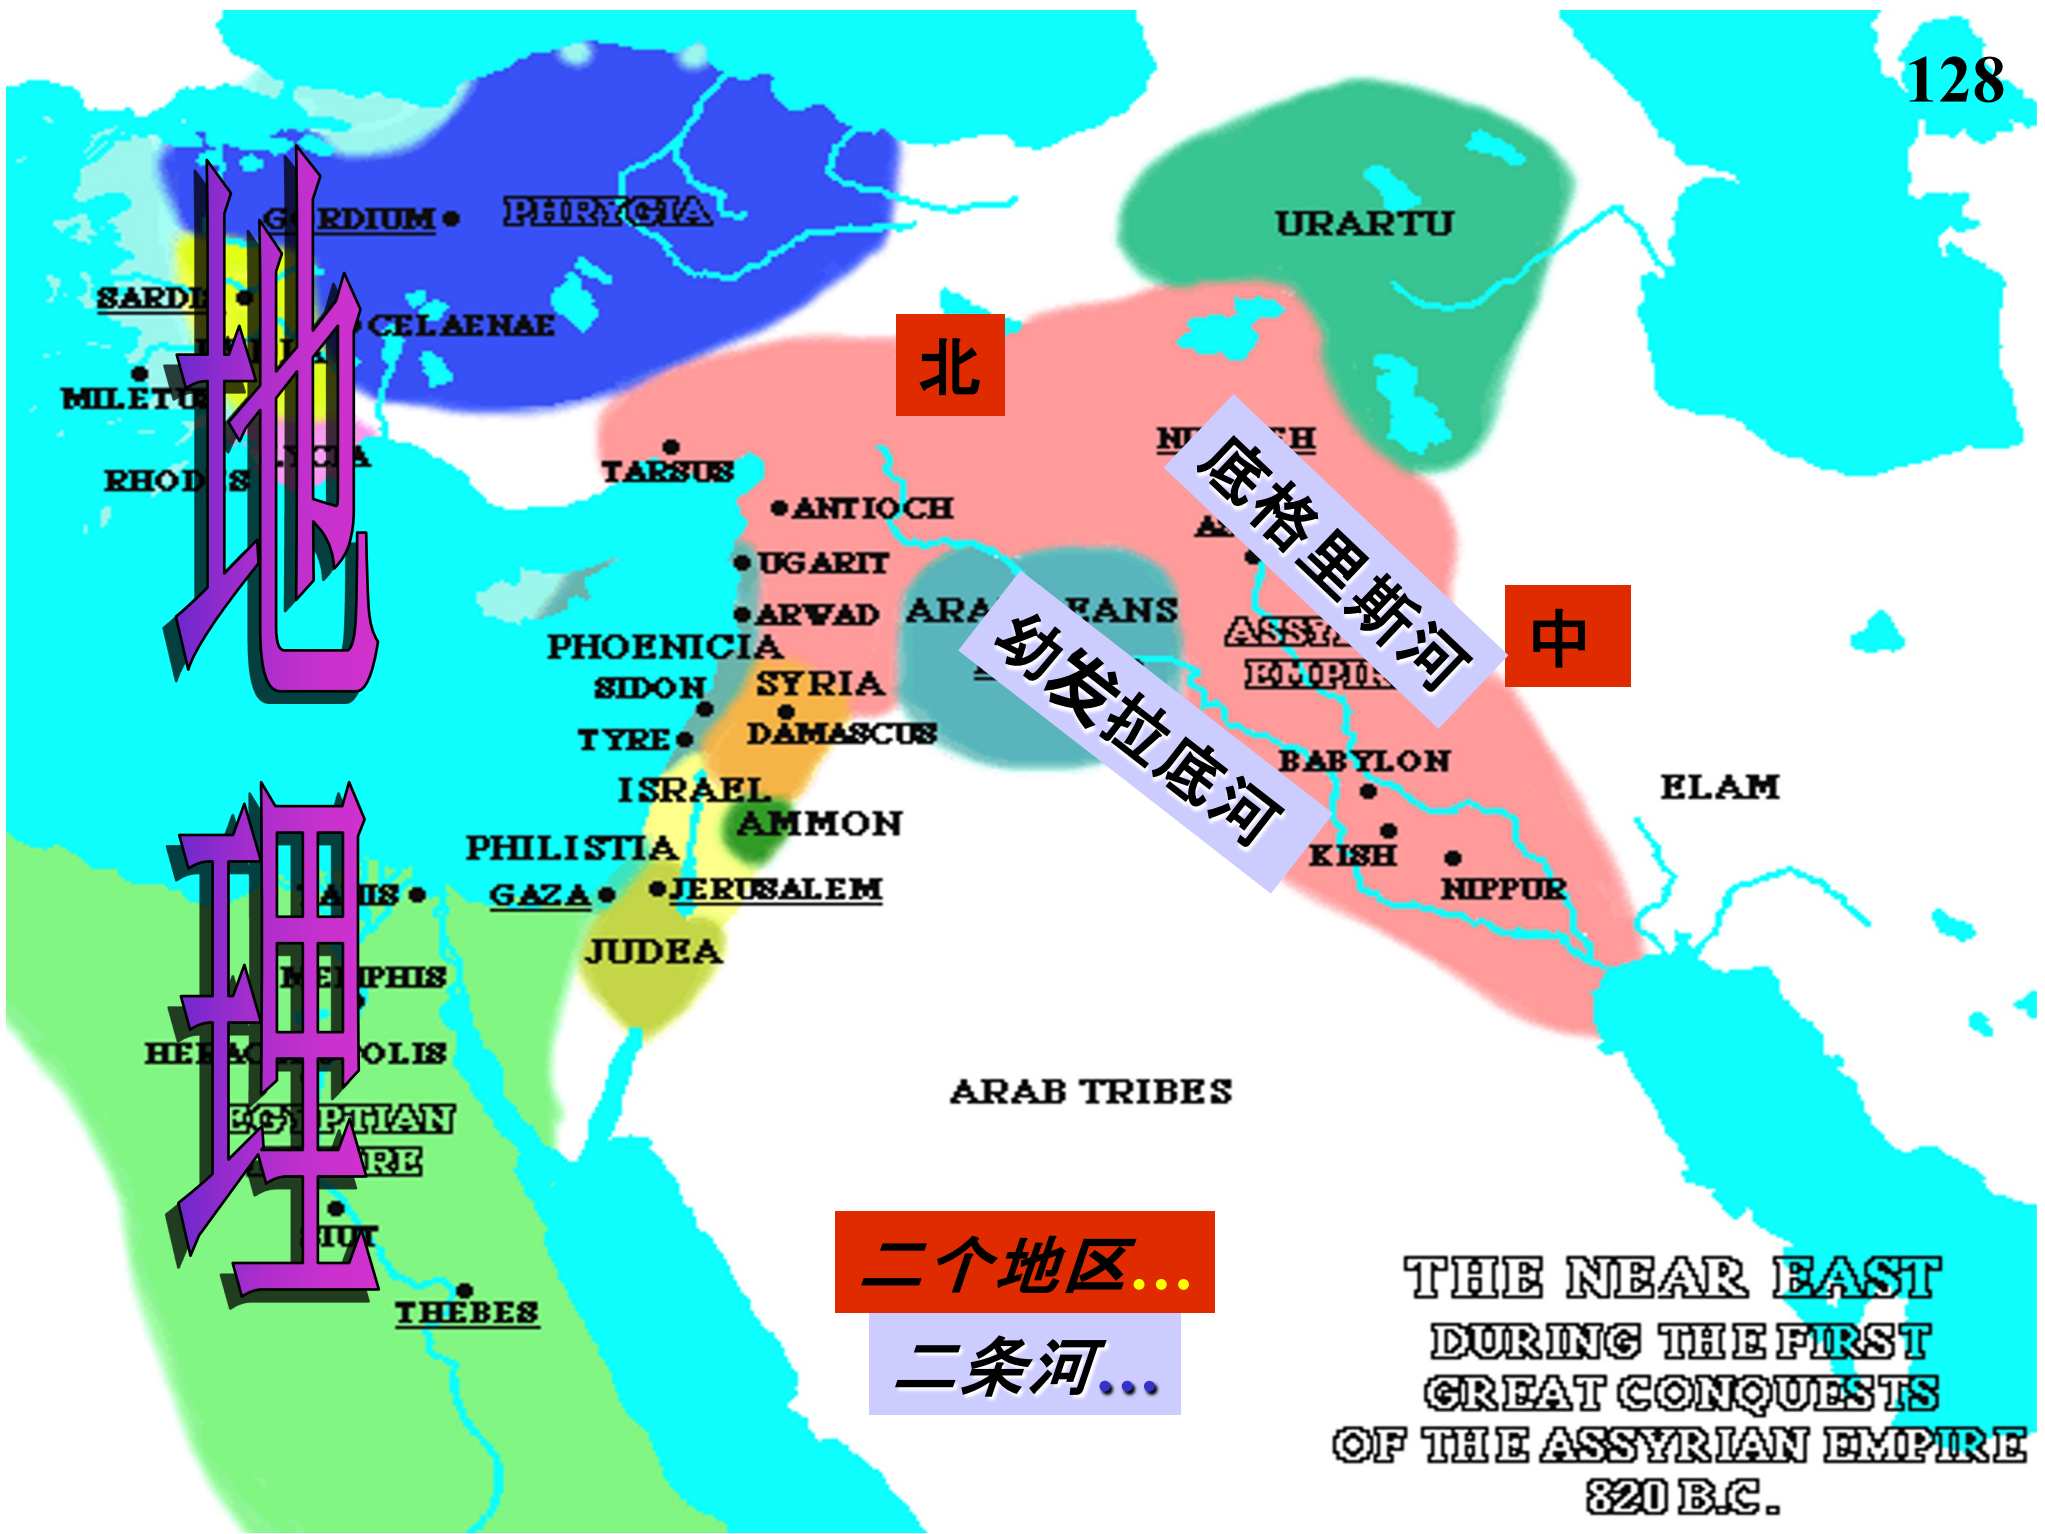 128
地理
GORDIUM
PHRYGIA
URARTU
SARDIS
CELAENAE
北
MILETUS
TARSUS
RHODES
底格里斯河
ANTIOCH
UGARIT
ARWAD
中
PHOENICIA
幼发拉底河
SIDON
SYRIA
TYRE
DAMASCUS
BABYLON
ISRAEL
ELAM
AMMON
PHILISTIA
KISH
GAZA
JERUSALEM
NIPPUR
JUDEA
MEMPHIS
ARAB TRIBES
EGYPTIAN
THEBES
二个地区...
二条河...
THE NEAR EAST
DURING THE FIRST
GREAT CONQUESTS
OF THE ASSYRIAN EMPIRE
820 B.C.